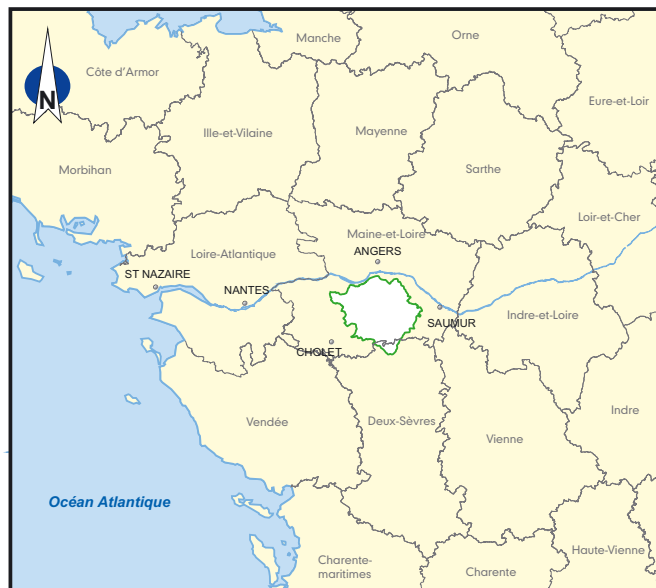 Manche
Orne
Côte d'Armor
N
Eure-et-Loir
Ille-et-Vilaine
Mayenne
Morbihan
Sarthe
Loir-et-Cher
Maine-et-Loire
Loire-Atlantique
ANGERS
ST NAZAIRE
NANTES
SAUMUR
Indre-et-Loire
CHOLET
Indre
Vendée
Deux-Sèvres
Vienne
Océan Atlantique
Haute-Vienne
Charente-
maritimes
Charente